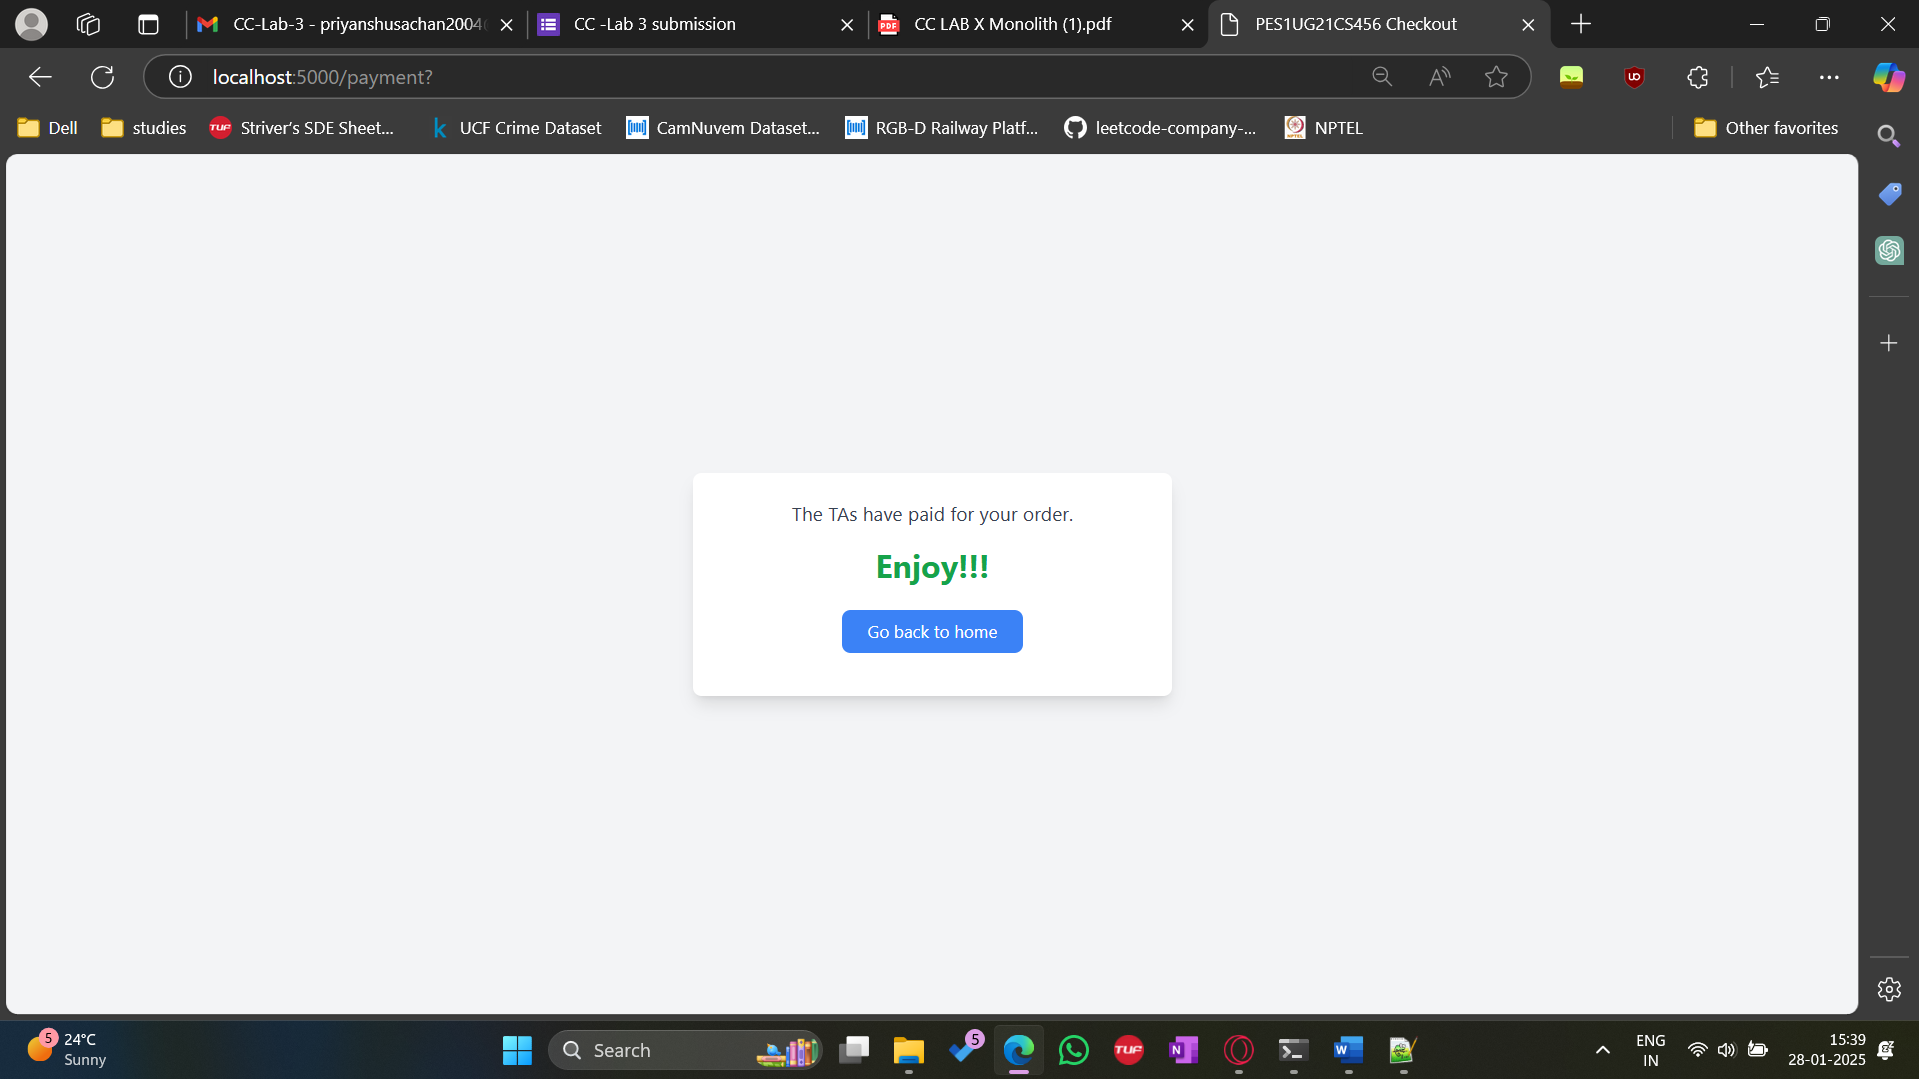 CC-Lab-3 - priyanshusachan2004
CC -Lab 3 submission
CC LAB X Monolith (1).pdf
PES1UG21CS456 Checkout
localhost:5000/payment?
Dell
studies
Striver's SDE Sheet...
UCF Crime Dataset
CamNuvem Dataset...
RGB-D Railway Platf...
leetcode-company-...
NPTEL
Other favorites
The TAs have paid for your order.
Enjoy!!!
Go back to home
5
24°C
Sunny
Search
5
TUF
ENG
IN
15:39
28-01-2025